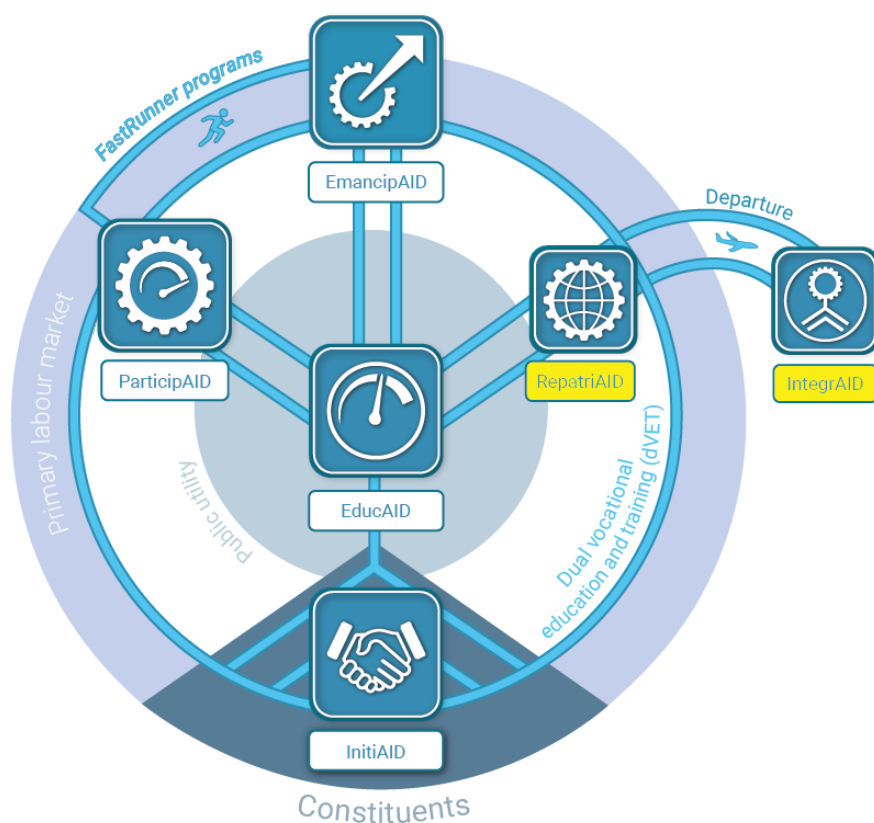 FastRunner programs
EmancipAID
Departure
ParticipAID
RepatriAID
IntegrAID
Primary labour market
Public utility
EducAID
Dual vocational
education and training (dVET)
InitiAID
Constituents